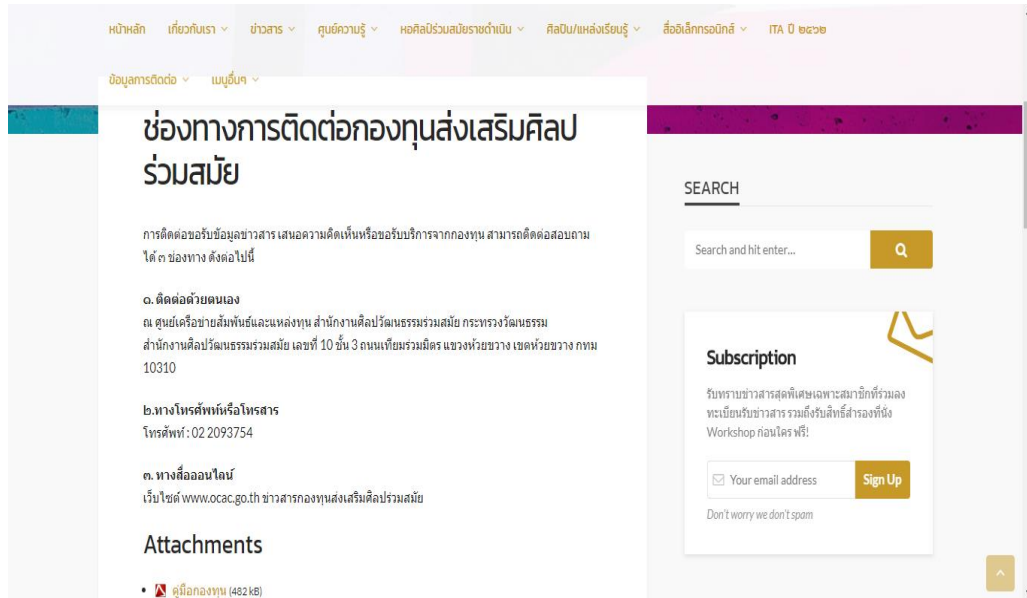 หน้าหลัก เกี่ยวกับเรา ข่าวสาร ศูนย์ความรู้ หอศิลป์ร่วมสมัยราชดำเนิน ศิลปิน/แหล่งเรียนรู้ สื่ออิเล็กทรอนิกส์ ITA ปี ๒๕๖๒
ข้อมูลการติดต่อ เมนูอื่นๆ
ช่องทางการติดต่อกองทุนส่งเสริมศิลป
ร่วมสมัย
การติดต่อขอรับข้อมูลข่าวสาร เสนอความคิดเห็นหรือขอรับบริการจากกองทุน สามารถติดต่อสอบถาม
ได้ ๓ ช่องทาง ดังต่อไปนี้
๑. ติดต่อด้วยตนเอง
ณ ศูนย์เครือข่ายสัมพันธ์และแหล่งทุน สำนักงานศิลปวัฒนธรรมร่วมสมัย กระทรวงวัฒนธรรม
สำนักงานศิลปวัฒนธรรมร่วมสมัย เลขที่ 10 ชั้น 3 ถนนเทียมร่วมมิตร แขวงห้วยขวาง เขตห้วยขวาง กทม
10310
๒.ทางโทรศัพท์หรือโทรสาร
โทรศัพท์ : 02 2093754
๓. ทางสื่อออนไลน์
เว็บไซต์ www.ocac.go.th ข่าวสารกองทุนส่งเสริมศิลปร่วมสมัย
Attachments
คู่มือกองทุน (482 kB)
SEARCH
Search and hit enter...
Subscription
รับทราบข่าวสารสุดพิเศษเฉพาะสมาชิกที่ร่วมลง
ทะเบียนรับข่าวสาร รวมถึงรับสิทธิ์สำรองที่นั่ง
Workshop ก่อนใคร ฟรี!
Your email address Sign Up
Don't worry we don't spam